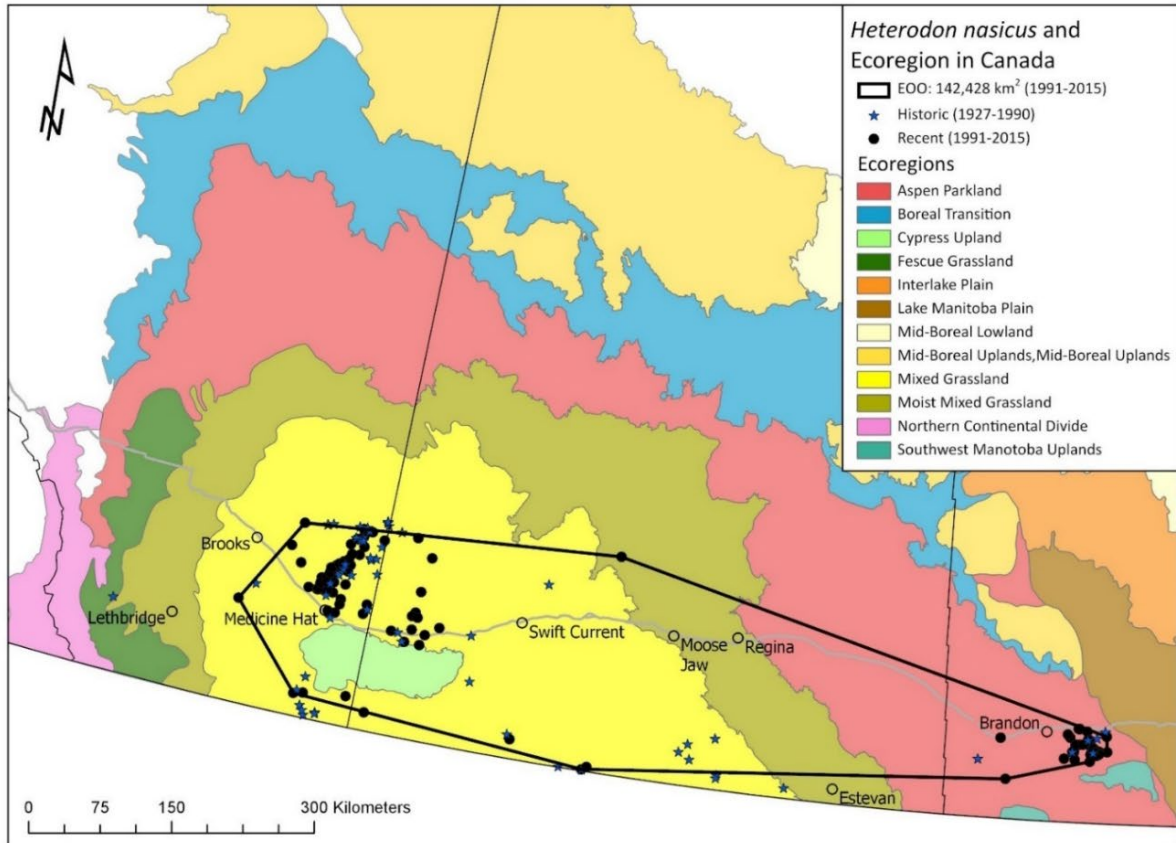 Heterodon nasicus and
Ecoregion in Canada
EOO: 142,428 km² (1991-2015)
Historic (1927-1990)
Recent (1991-2015)
Ecoregions
Aspen Parkland
Boreal Transition
Cypress Upland
Fescue Grassland
Interlake Plain
Lake Manitoba Plain
Mid-Boreal Lowland
Mid-Boreal Uplands,Mid-Boreal Uplands
Mixed Grassland
Moist Mixed Grassland
Northern Continental Divide
Southwest Manotoba Uplands
N
Brooks
Lethbridge
Medicine Hat
Swift Current
Moose
Jaw
Regina
Brandon
Estevan
0 75 150 300 Kilometers